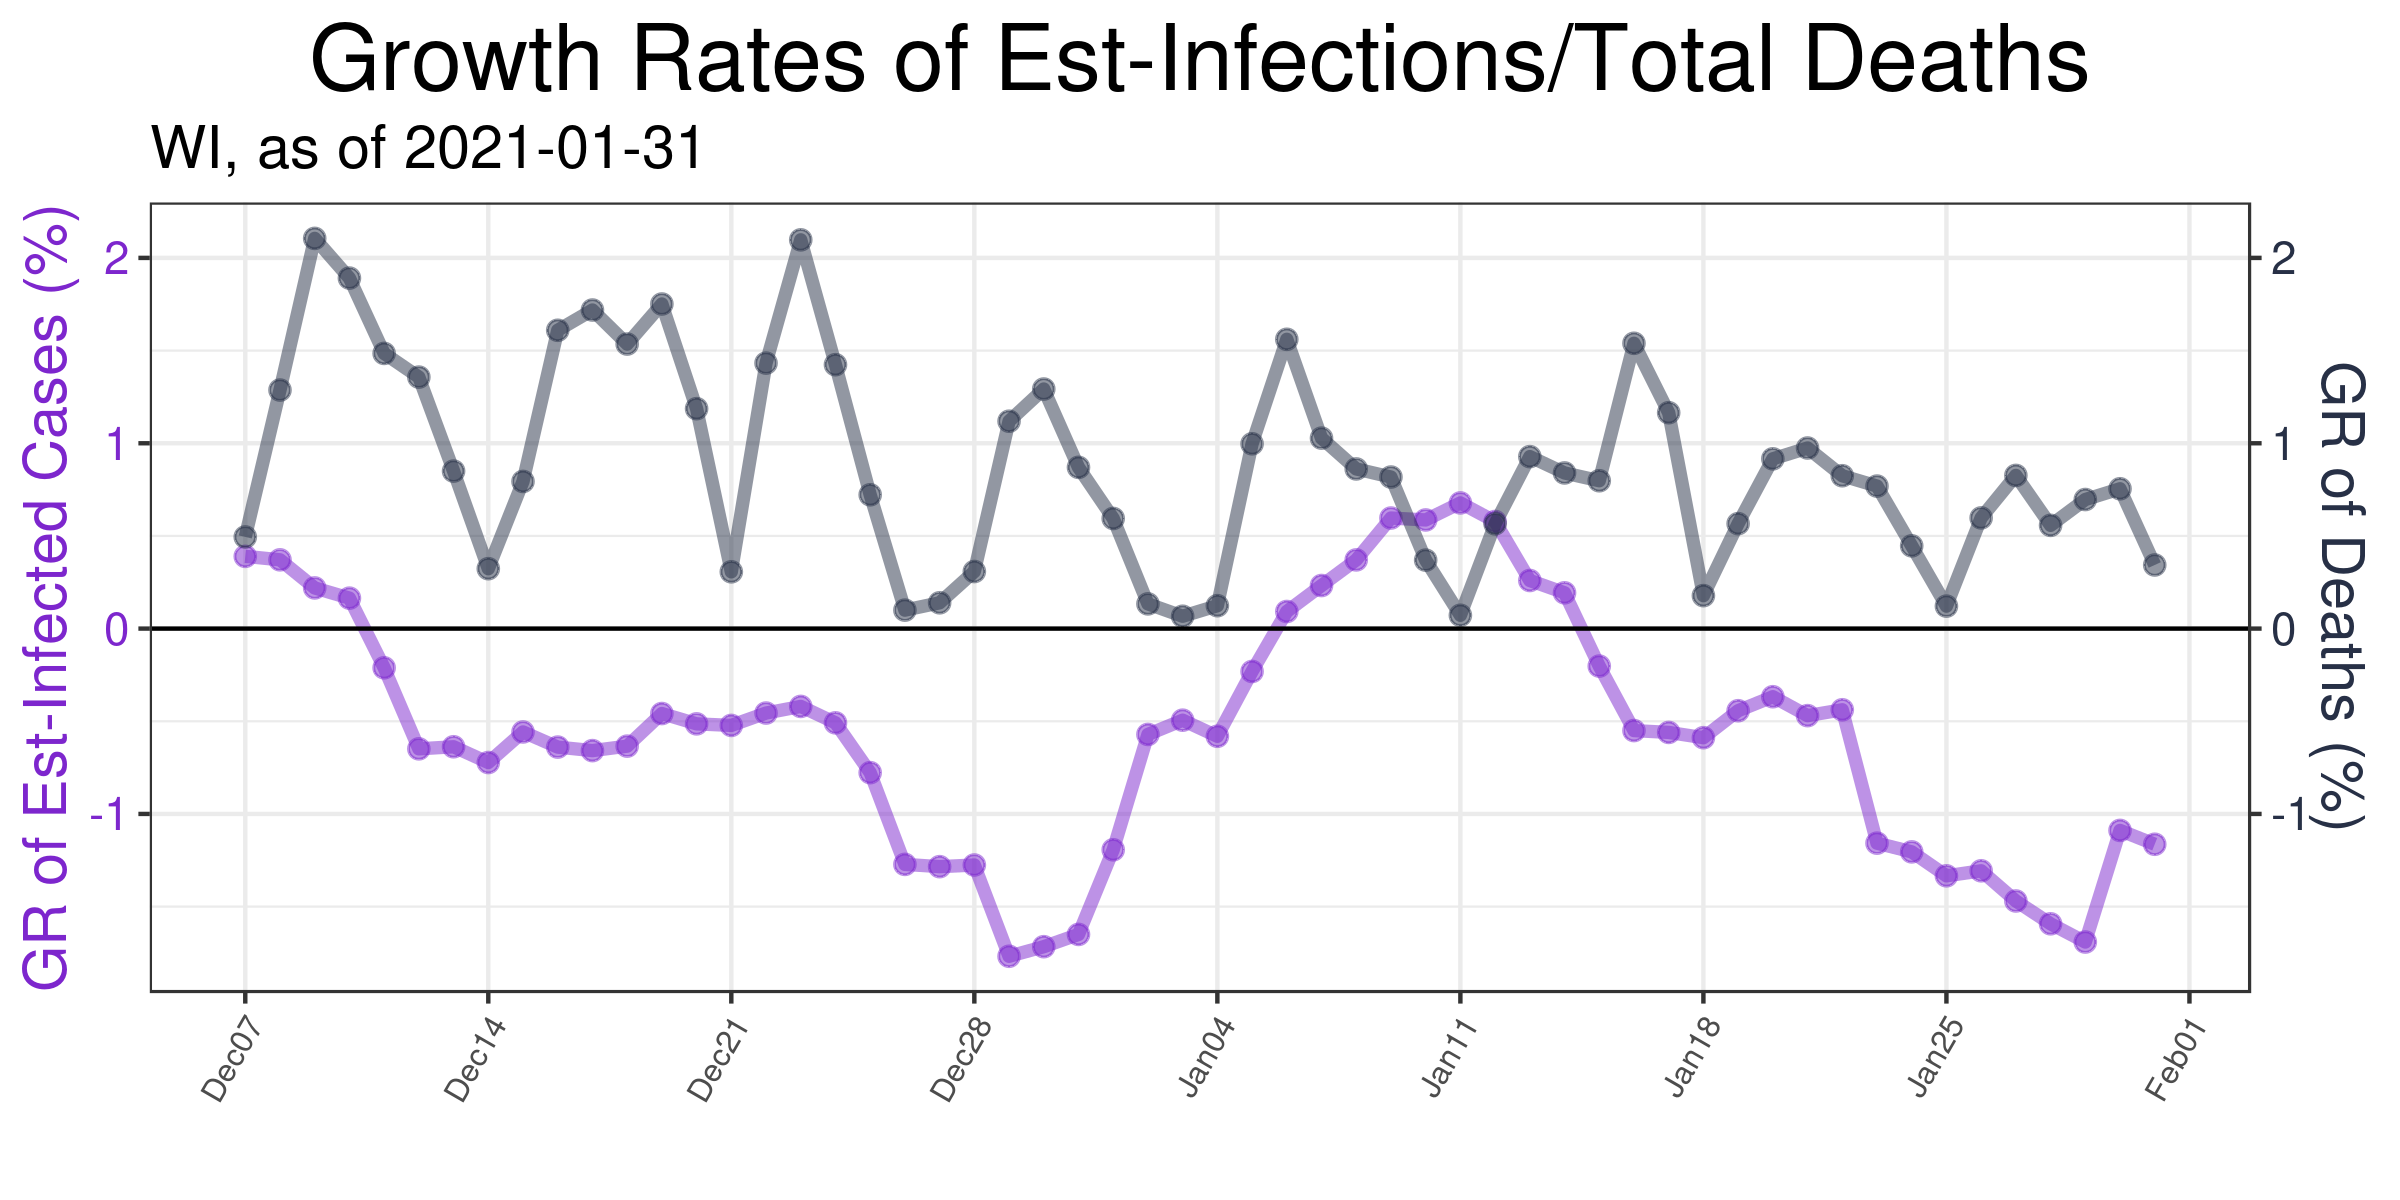 Growth Rates of Est-Infections/Total Deaths
WI, as of 2021-01-31
GR of Est-Infected Cases (%)
2
1
0
-1
2
1
0
-1
GR of Deaths (%)
Dec07
Dec14
Dec21
Dec28
Jan04
Jan11
Jan18
Jan25
Feb01